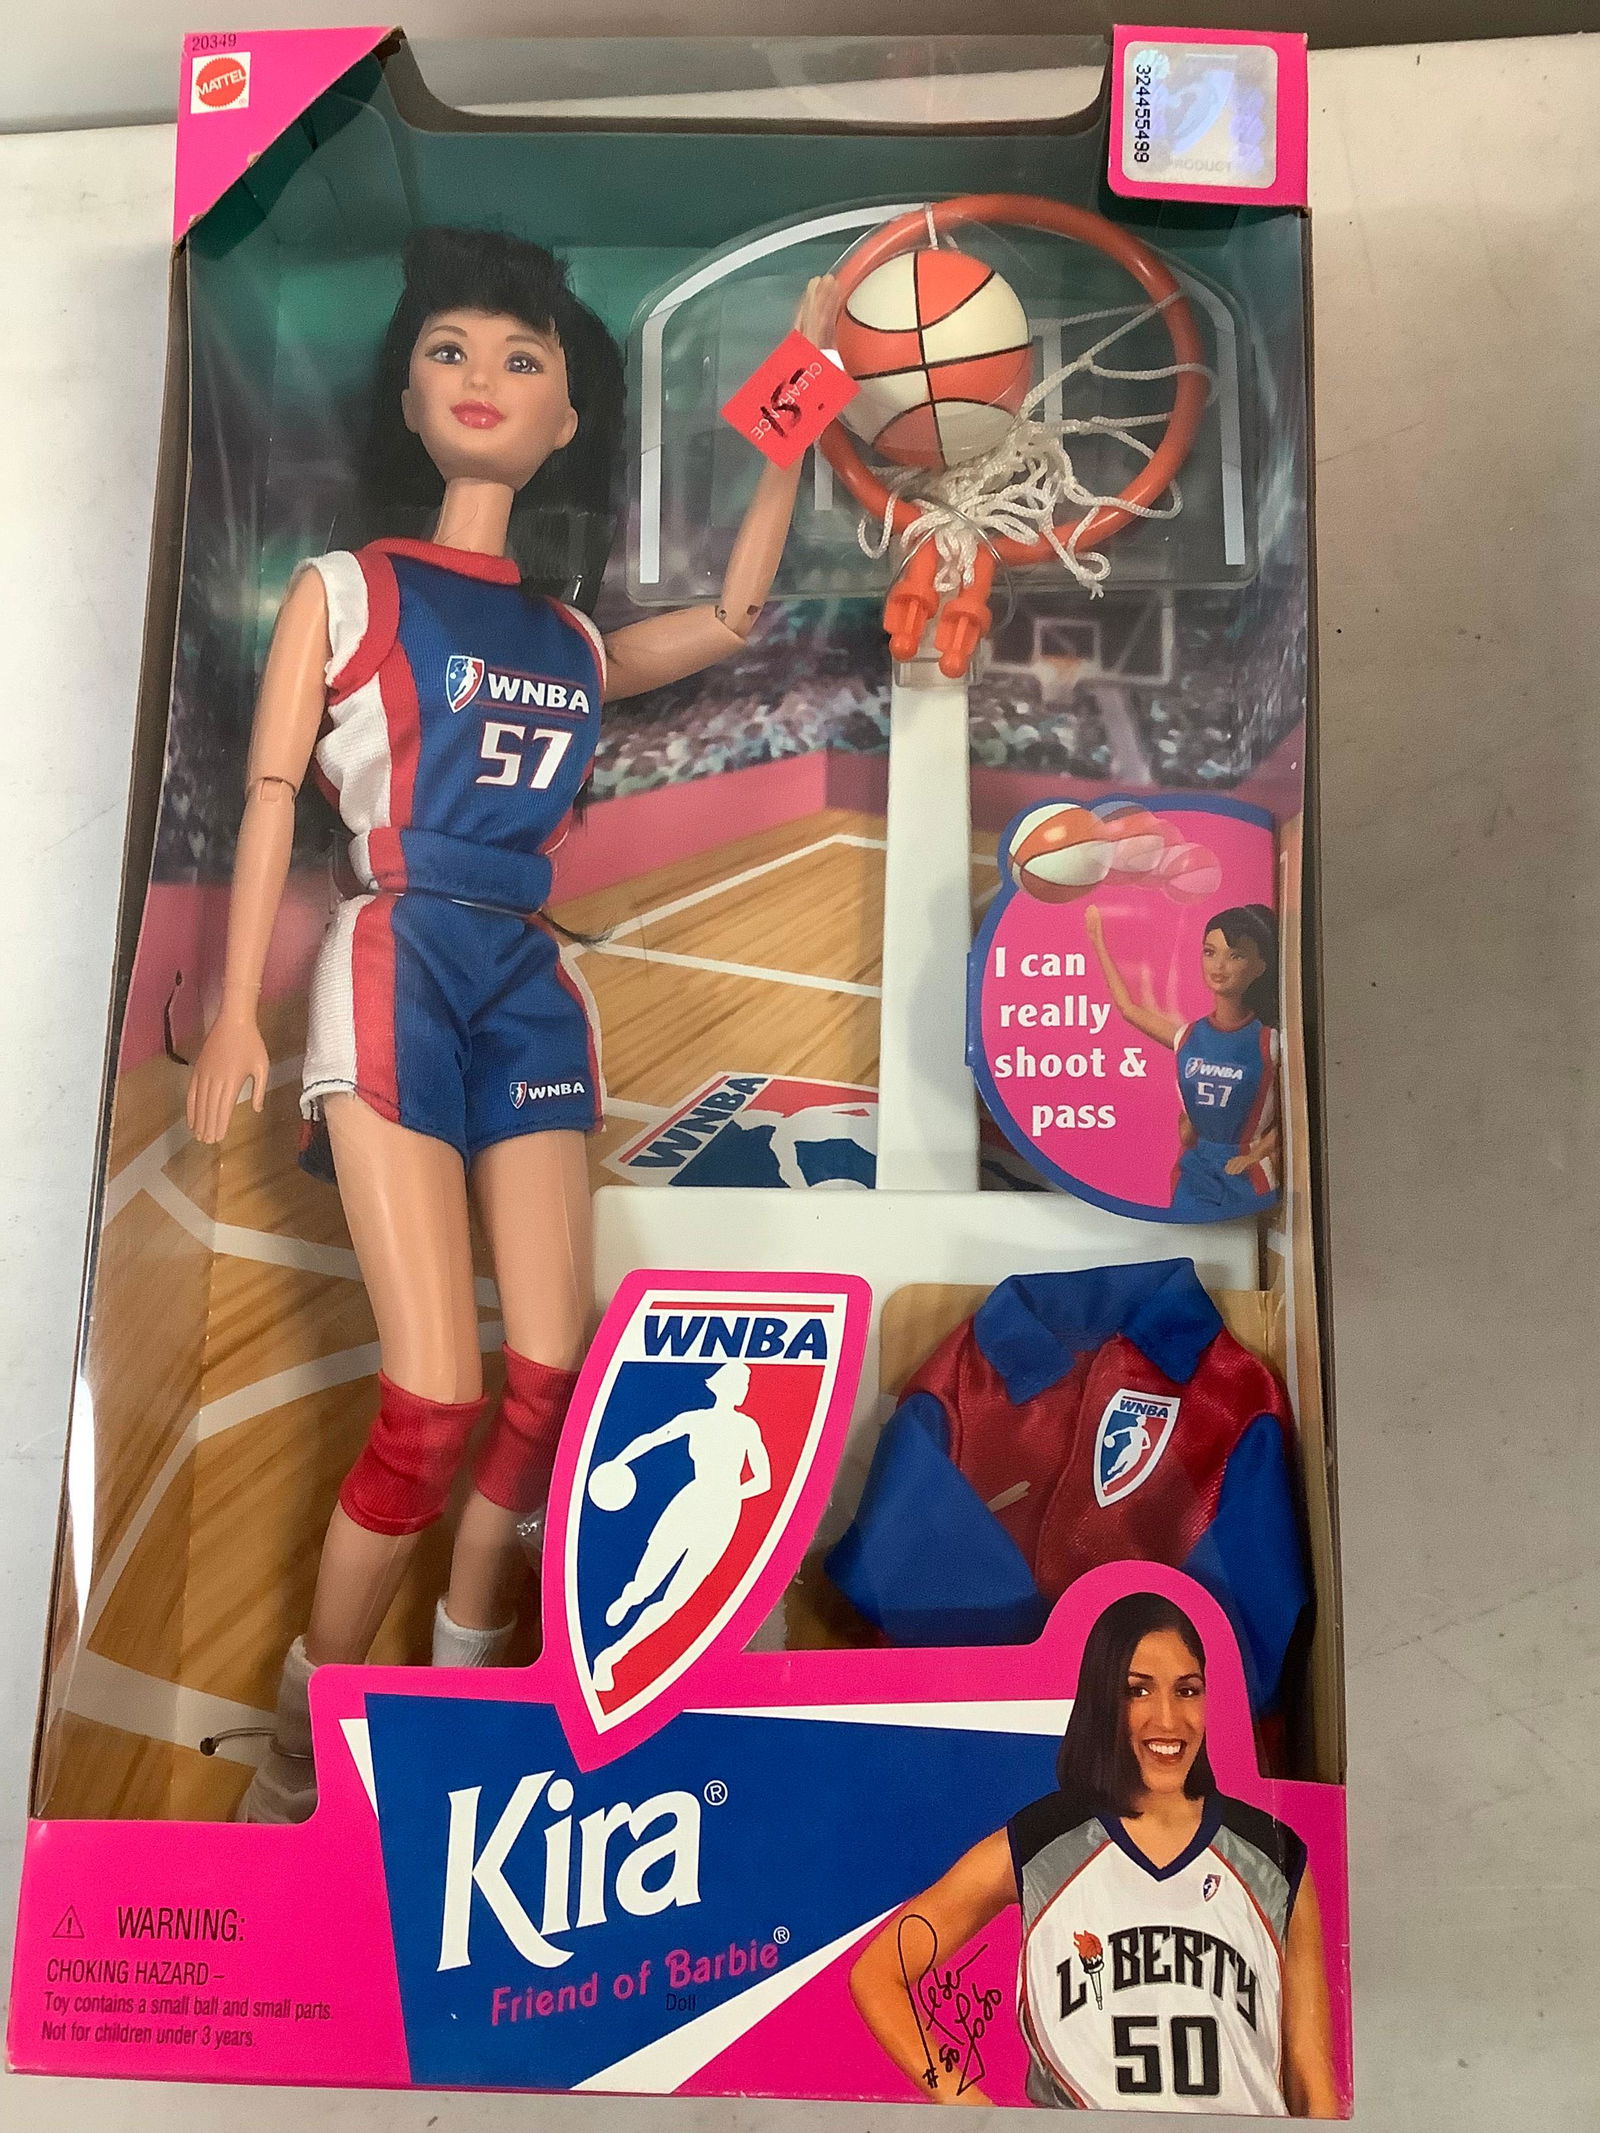 20349
MATTEL
®
324455499
PRODUCT
CLEARANCE
WNBA
57
WNBA
I can
really
shoot &
pass
WNBA
57
WNBA
WNBA
WNBA
Kira®
Friend of Barbie®
Doll
WARNING:
CHOKING HAZARD –
Toy contains a small ball and small parts.
Not for children under 3 years.
LIBERTY
50
#50